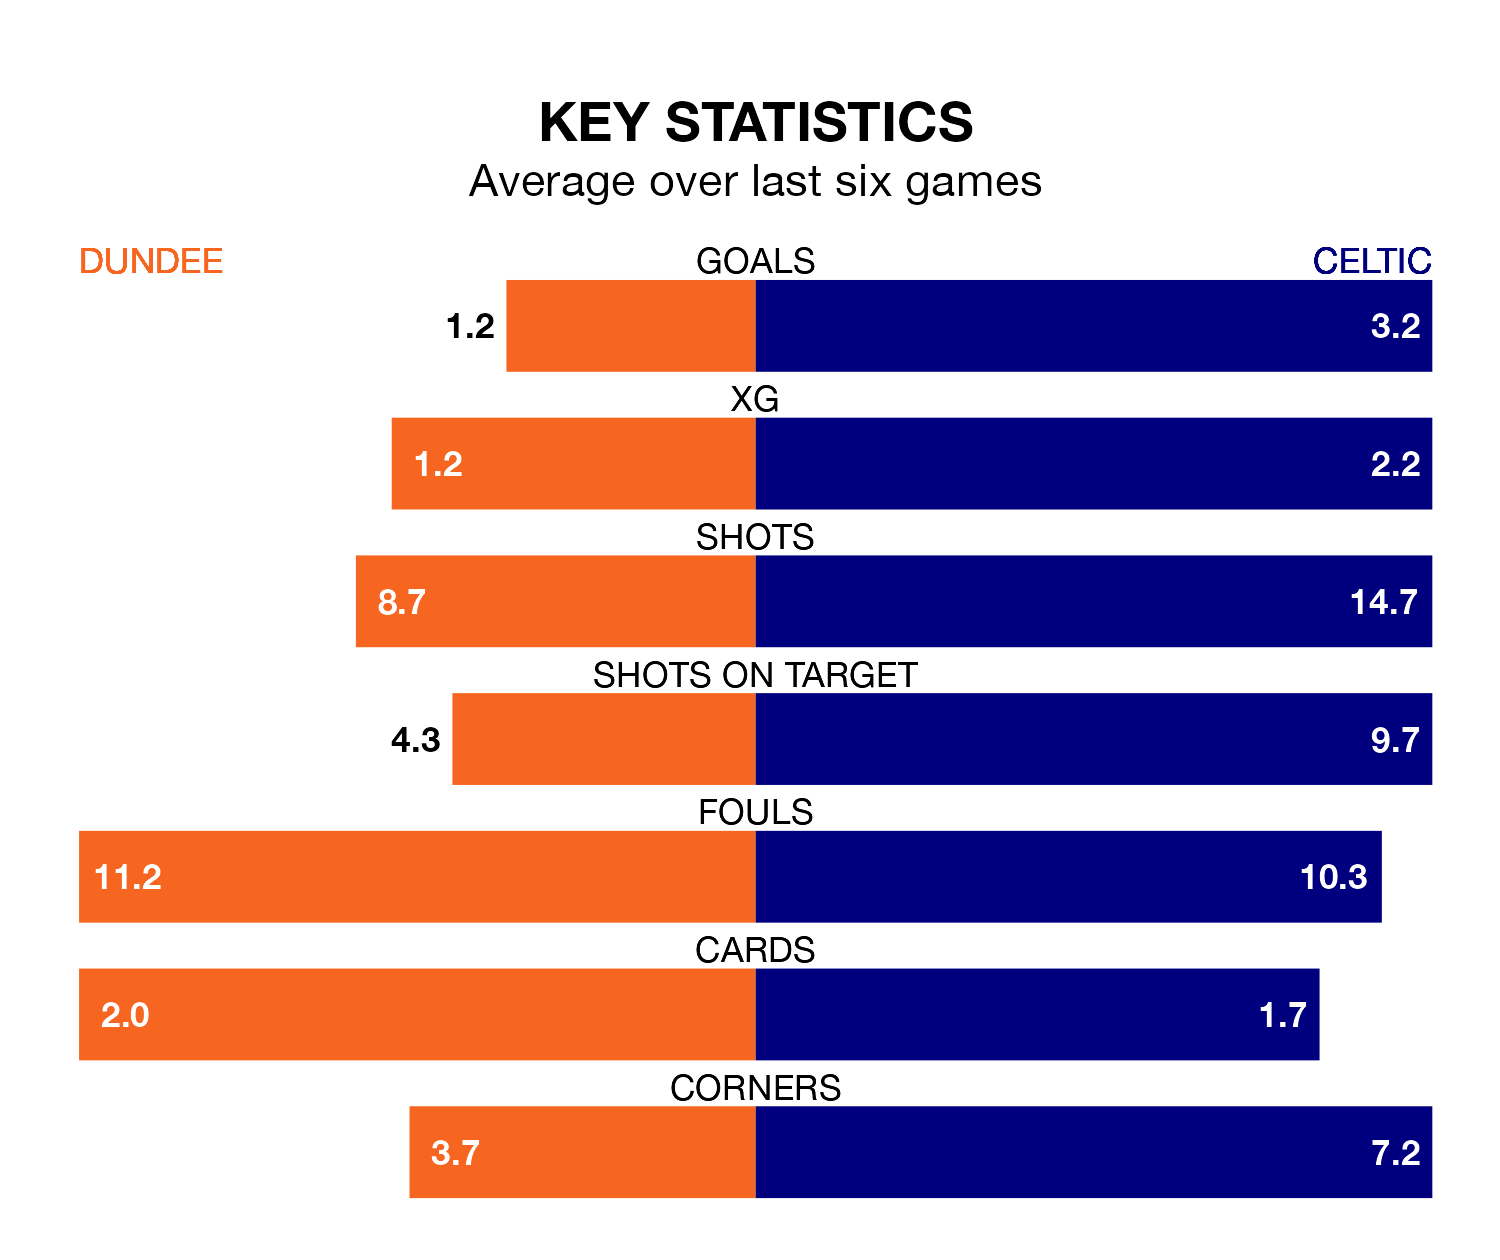 KEY STATISTICS
Average over last six games
DUNDEE GOALS CELTIC
1.2 3.2
XG
1.2 2.2
SHOTS
8.7 14.7
SHOTS ON TARGET
4.3 9.7
FOULS
11.2 10.3
CARDS
2.0 1.7
CORNERS
3.7 7.2